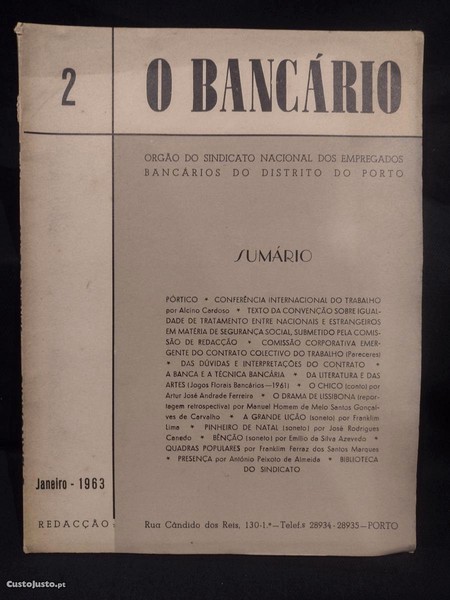 2
O BANCÁRIO
ORGÃO DO SINDICATO NACIONAL DOS EMPREGADOS
BANCÁRIOS DO DISTRITO DO PORTO
SUMÁRIO
PÓRTICO • CONFERÊNCIA INTERNACIONAL DO TRABALHO
por Alcino Cardoso • TEXTO DA CONVENÇÃO SOBRE IGUAL-
DADE DE TRATAMENTO ENTRE NACIONAIS E ESTRANGEIROS
EM MATÉRIA DE SEGURANÇA SOCIAL, SUBMETIDO PELA COMIS-
SÃO DE REDACÇÃO • COMISSÃO CORPORATIVA EMER-
GENTE DO CONTRATO COLECTIVO DO TRABALHO (Pareceres)
• DAS DÚVIDAS E INTERPRETAÇÕES DO CONTRATO •
A BANCA E A TÉCNICA BANCÁRIA • DA LITERATURA E DAS
ARTES (Jogos Florais Bancários—1961) • O CHICO (conto) por
Artur José Andrade Ferreira • O DRAMA DE LISSIBONA (repor-
tagem retrospectiva) por Manuel Homem de Melo Santos Gonçal-
ves de Carvalho • A GRANDE LIÇÃO (soneto) por Franklim
Lima • PINHEIRO DE NATAL (soneto) por José Rodrigues
Canedo • BÊNÇÃO (soneto) por Emílio da Silva Azevedo •
QUADRAS POPULARES por Franklim Ferraz dos Santos Marques
• PRESENÇA por António Peixoto de Almeida • BIBLIOTECA
DO SINDICATO
Janeiro - 1963
REDACÇÃO
Rua Cândido dos Reis, 130-1.º—Telef.s 28934-28935—PORTO
CustoJusto.pt